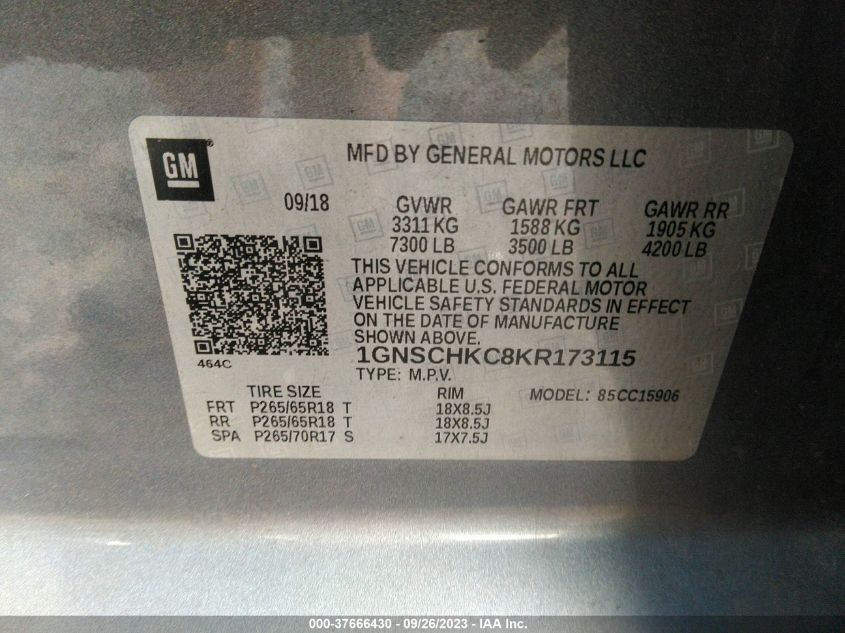 GM
MFD BY GENERAL MOTORS LLC
09/18 GVWR GAWR FRT GAWR RR
3311 KG 1588 KG 1905 KG
7300 LB 3500 LB 4200 LB
THIS VEHICLE CONFORMS TO ALL
APPLICABLE U.S. FEDERAL MOTOR
VEHICLE SAFETY STANDARDS IN EFFECT
ON THE DATE OF MANUFACTURE
SHOWN ABOVE.
464C
1GNSCHKC8KR173115
TYPE: M.P.V.
TIRE SIZE RIM MODEL: 85CC15906
FRT P265/65R18 T 18X8.5J
RR P265/65R18 T 18X8.5J
SPA P265/70R17 S 17X7.5J
000-37666430 - 09/26/2023 - IAA Inc.